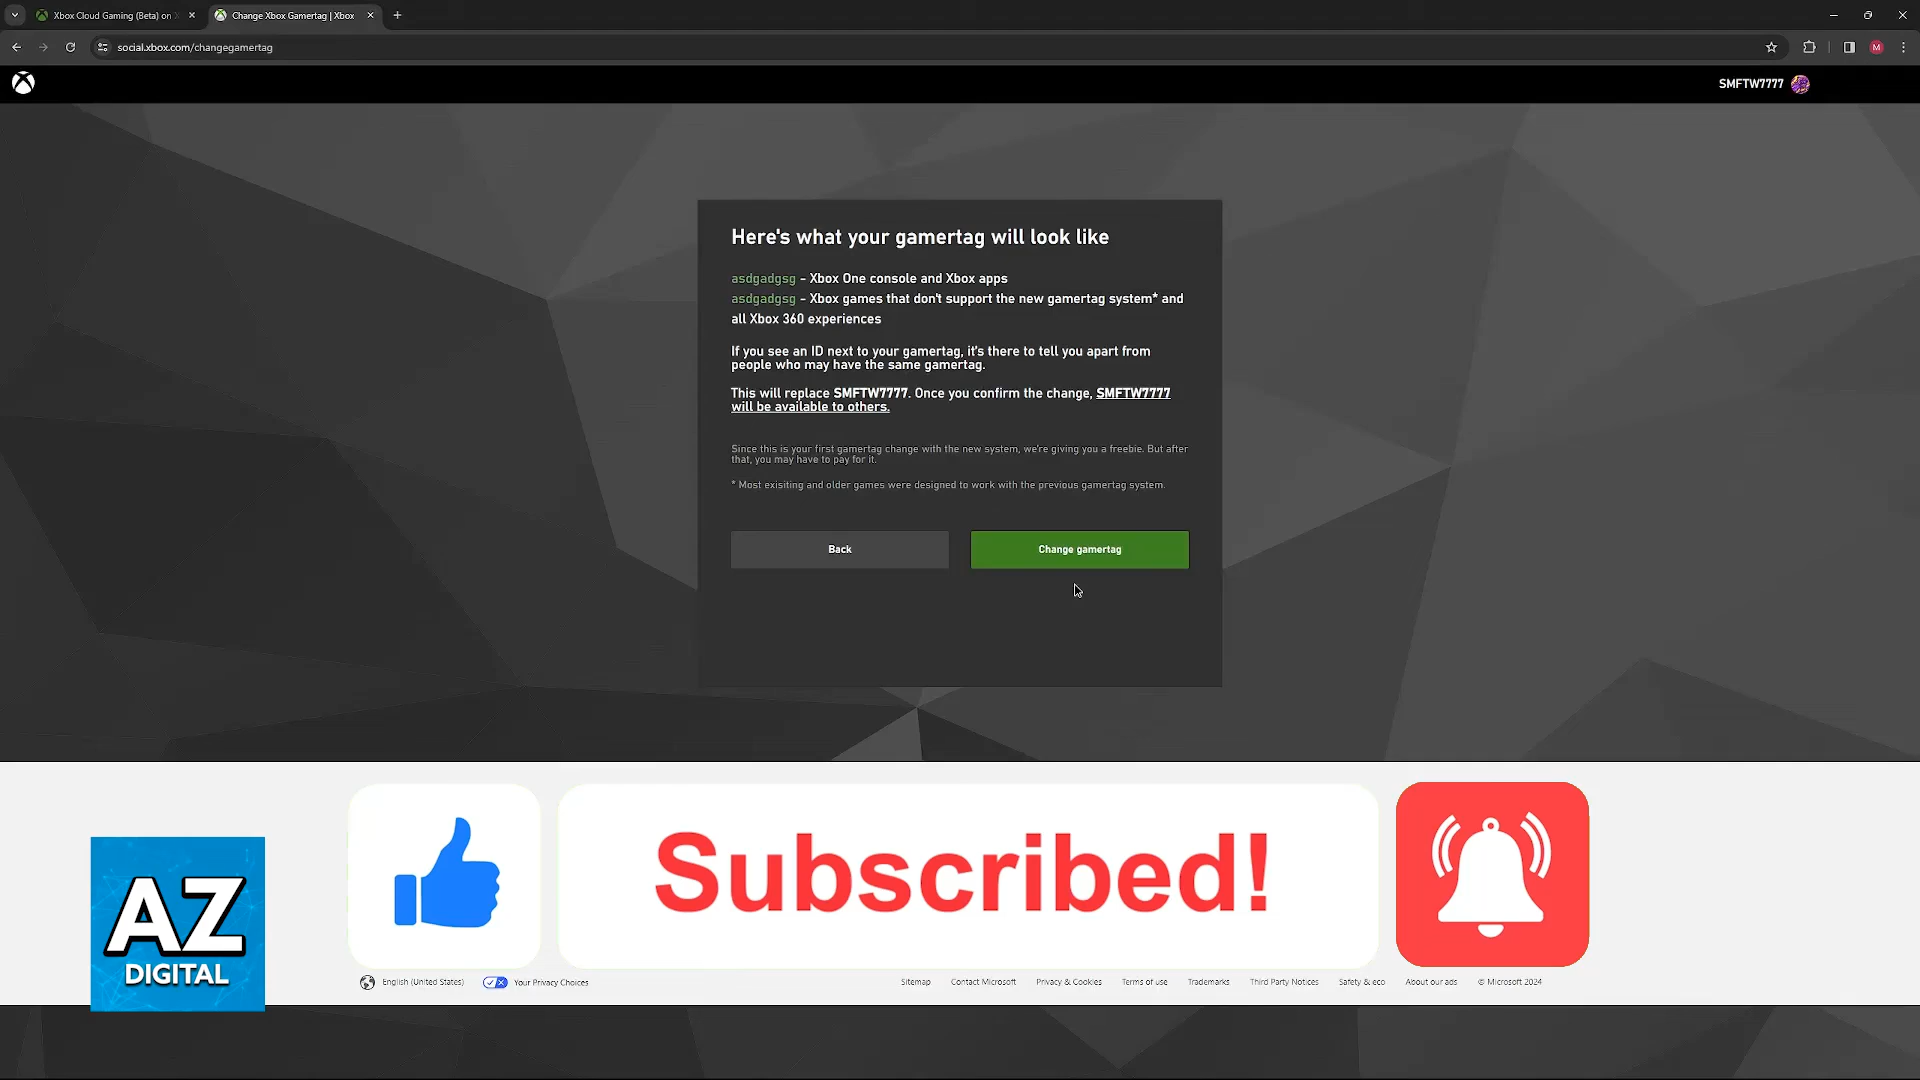 Xbox Cloud Gaming (Beta) on
Change Xbox Gamertag | Xbox
social.xbox.com/changegamertag
M
SMFTW7777
Here's what your gamertag will look like
asdgadgsg - Xbox One console and Xbox apps
asdgadgsg - Xbox games that don't support the new gamertag system* and
all Xbox 360 experiences
If you see an ID next to your gamertag, it's there to tell you apart from
people who may have the same gamertag.
This will replace SMFTW7777. Once you confirm the change, SMFTW7777
will be available to others.
Since this is your first gamertag change with the new system, we're giving you a freebie. But after
that, you may have to pay for it.
* Most exisiting and older games were designed to work with the previous gamertag system.
Back
Change gamertag
Subscribed!
AZ
DIGITAL
English (United States)
Your Privacy Choices
Sitemap
Contact Microsoft
Privacy & Cookies
Terms of use
Trademarks
Third Party Notices
Safety & eco
About our ads
© Microsoft 2024